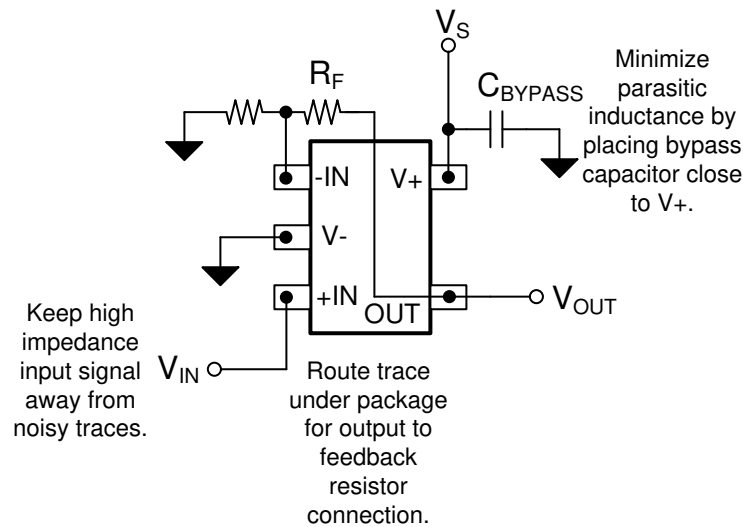 V_S
R_F
C_BYPASS
Minimize
parasitic
inductance by
placing bypass
capacitor close
to V+.
-IN
V+
V-
+IN
OUT
V_OUT
V_IN
Keep high
impedance
input signal
away from
noisy traces.
Route trace
under package
for output to
feedback
resistor
connection.